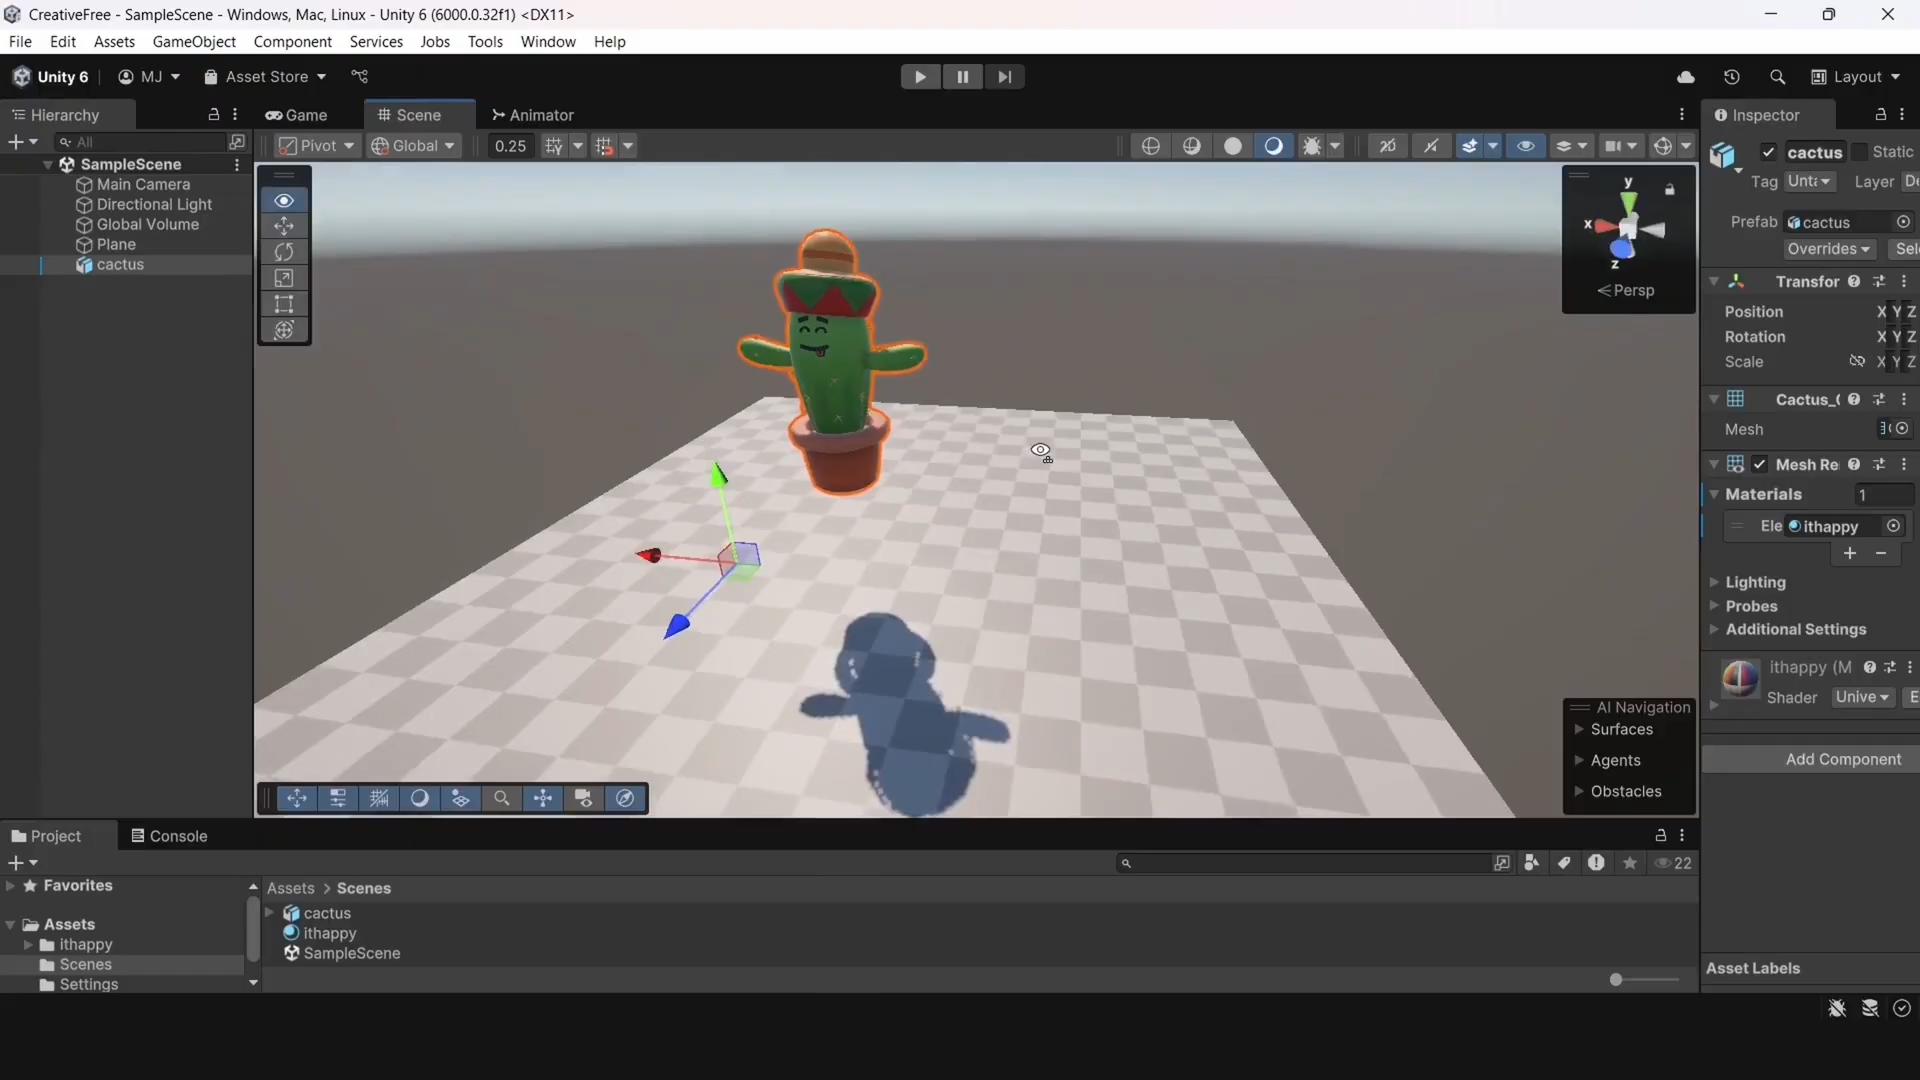 CreativeFree - SampleScene - Windows, Mac, Linux - Unity 6 (6000.0.32f1) <DX11>
File Edit Assets GameObject Component Services Jobs Tools Window Help
Unity 6 MJ Asset Store Layout
Hierarchy Game Scene Animator Inspector
All Pivot Global 0.25
SampleScene
Main Camera
Directional Light
Global Volume
Plane
cactus
y
x
z
Persp
AI Navigation
Surfaces
Agents
Obstacles
cactus Static
Tag Unta Layer De
Prefab cactus
Overrides Sel
Transfor
Position X Y Z
Rotation X Y Z
Scale X Y Z
Cactus_
Mesh
Mesh Re
Materials 1
Ele ithappy
Lighting
Probes
Additional Settings
ithappy (M
Shader Unive E
Add Component
Asset Labels
Project Console
22
Favorites
Assets
ithappy
Scenes
Settings
Assets > Scenes
cactus
ithappy
SampleScene